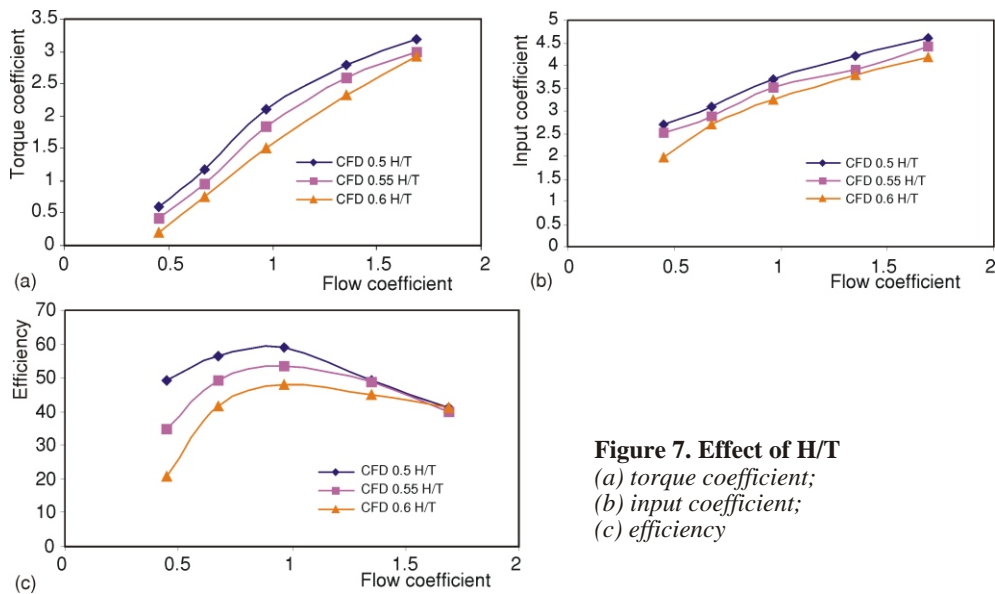 3.5
3
2.5
2
1.5
1
0.5
0
Torque coefficient
CFD 0.5 H/T
CFD 0.55 H/T
CFD 0.6 H/T
0
0.5
1
1.5
2
Flow coefficient
(a)
5
4.5
4
3.5
3
2.5
2
1.5
1
0.5
0
Input coefficient
CFD 0.5 H/T
CFD 0.55 H/T
CFD 0.6 H/T
0
0.5
1
1.5
2
Flow coefficient
(b)
70
60
50
40
30
20
10
0
Efficiency
CFD 0.5 H/T
CFD 0.55 H/T
CFD 0.6 H/T
0
0.5
1
1.5
2
Flow coefficient
(c)
Figure 7. Effect of H/T
(a) torque coefficient;
(b) input coefficient;
(c) efficiency